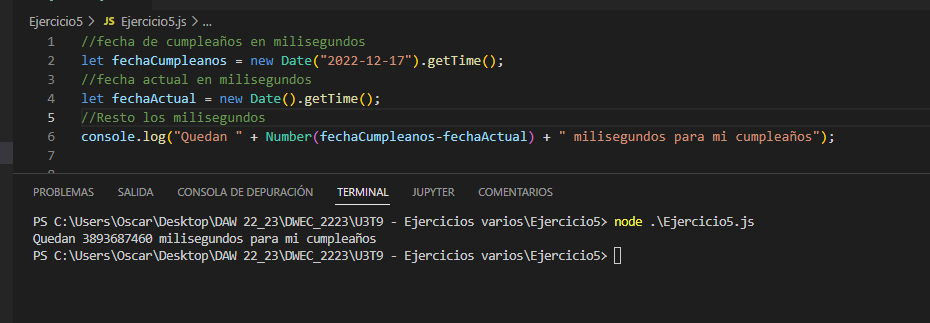 Ejercicio5 > JS Ejercicio5.js > ...
1 //fecha de cumpleaños en milisegundos
2 let fechaCumpleanos = new Date("2022-12-17").getTime();
3 //fecha actual en milisegundos
4 let fechaActual = new Date().getTime();
5 //Resto los milisegundos
6 console.log("Quedan " + Number(fechaCumpleanos-fechaActual) + " milisegundos para mi cumpleaños");
7
PROBLEMAS SALIDA CONSOLA DE DEPURACIÓN TERMINAL JUPYTER COMENTARIOS
PS C:\Users\Oscar\Desktop\DAW 22_23\DWEC_2223\U3T9 - Ejercicios varios\Ejercicio5> node .\Ejercicio5.js
Quedan 3893687460 milisegundos para mi cumpleaños
PS C:\Users\Oscar\Desktop\DAW 22_23\DWEC_2223\U3T9 - Ejercicios varios\Ejercicio5>